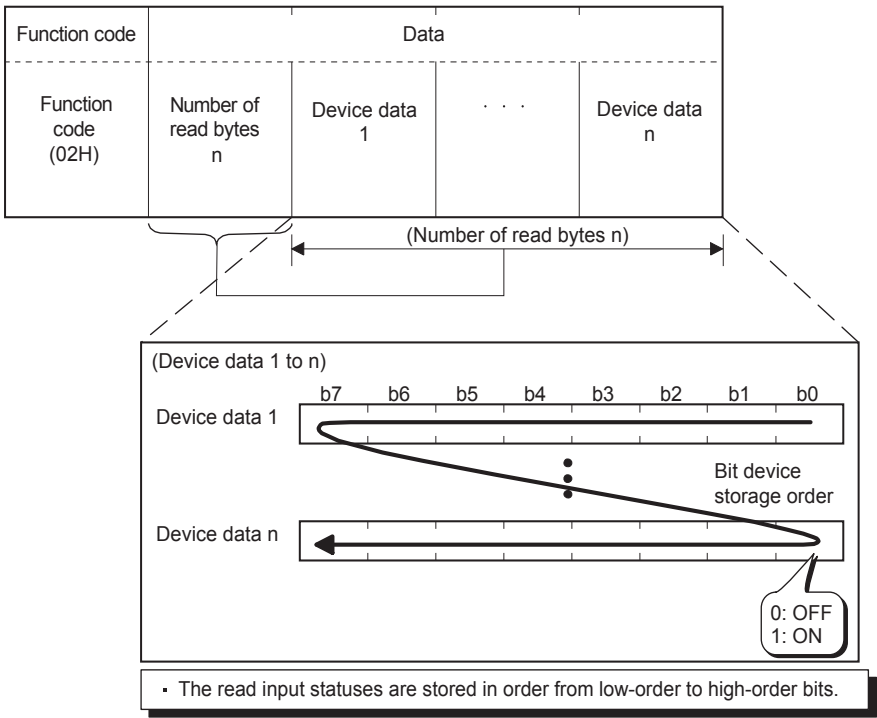 Function code Data
Function
code
(02H)
Number of
read bytes
n
Device data
1
· · ·
Device data
n
(Number of read bytes n)
(Device data 1 to n)
b7 b6 b5 b4 b3 b2 b1 b0
Device data 1
Bit device
storage order
Device data n
0: OFF
1: ON
▪ The read input statuses are stored in order from low-order to high-order bits.